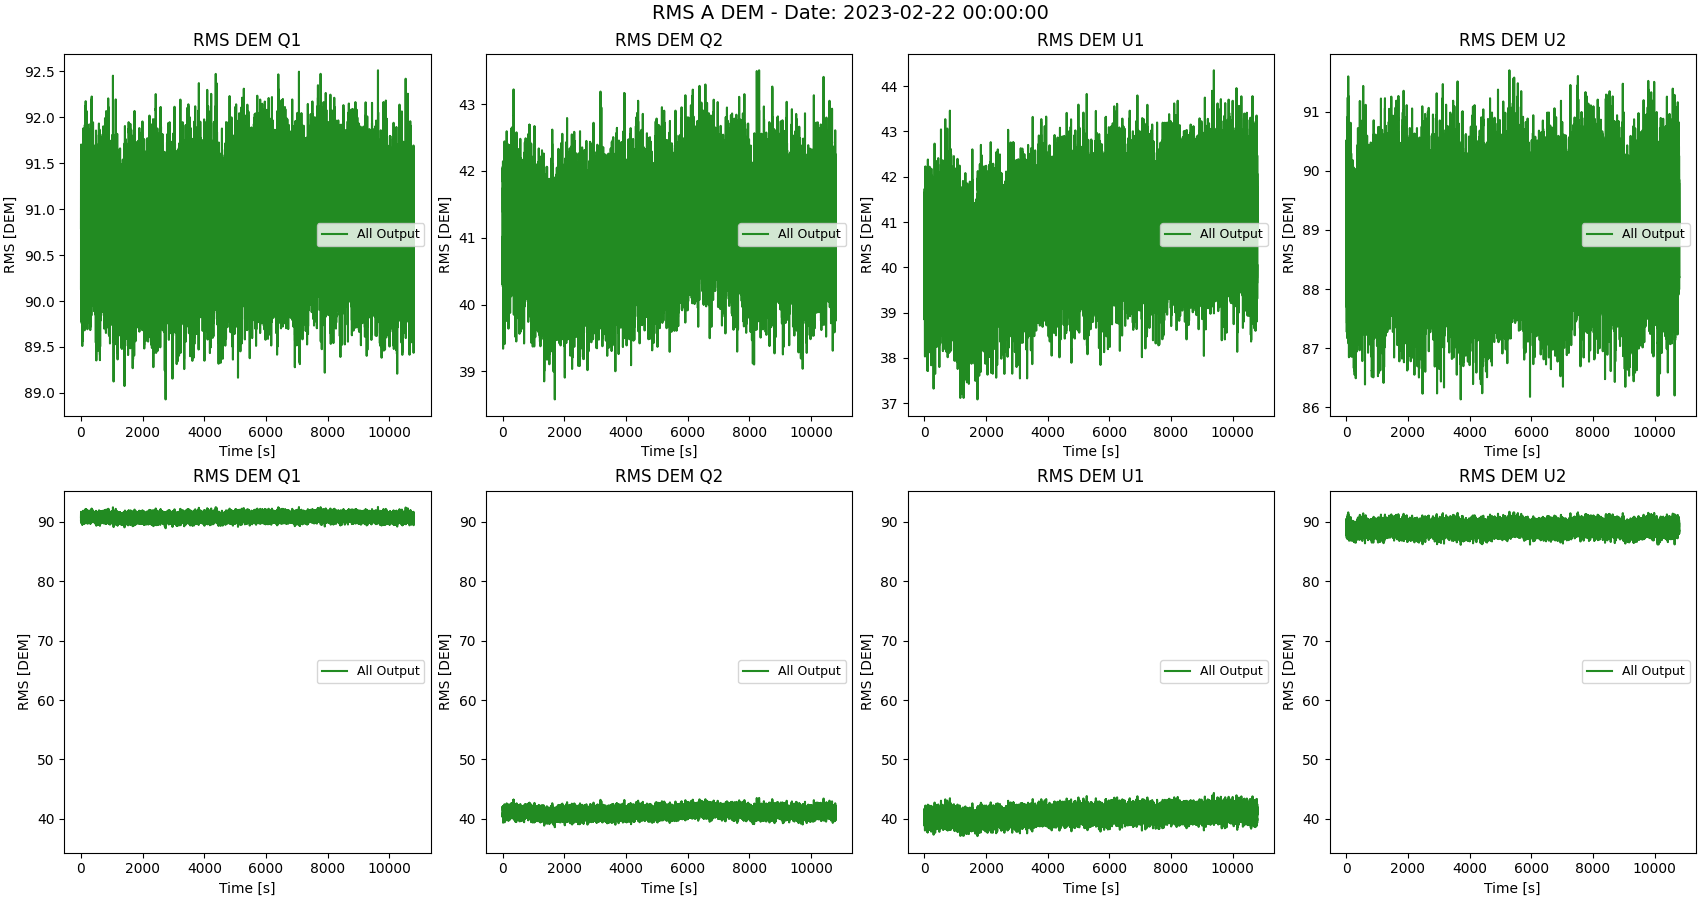 RMS A DEM - Date: 2023-02-22 00:00:00
RMS DEM Q1
RMS [DEM]
92.5
92.0
91.5
91.0
90.5
90.0
89.5
89.0
0 2000 4000 6000 8000 10000
Time [s]
All Output
RMS DEM Q2
RMS [DEM]
43
42
41
40
39
0 2000 4000 6000 8000 10000
Time [s]
All Output
RMS DEM U1
RMS [DEM]
44
43
42
41
40
39
38
37
0 2000 4000 6000 8000 10000
Time [s]
All Output
RMS DEM U2
RMS [DEM]
91
90
89
88
87
86
0 2000 4000 6000 8000 10000
Time [s]
All Output
RMS DEM Q1
RMS [DEM]
90
80
70
60
50
40
0 2000 4000 6000 8000 10000
Time [s]
All Output
RMS DEM Q2
RMS [DEM]
90
80
70
60
50
40
0 2000 4000 6000 8000 10000
Time [s]
All Output
RMS DEM U1
RMS [DEM]
90
80
70
60
50
40
0 2000 4000 6000 8000 10000
Time [s]
All Output
RMS DEM U2
RMS [DEM]
90
80
70
60
50
40
0 2000 4000 6000 8000 10000
Time [s]
All Output